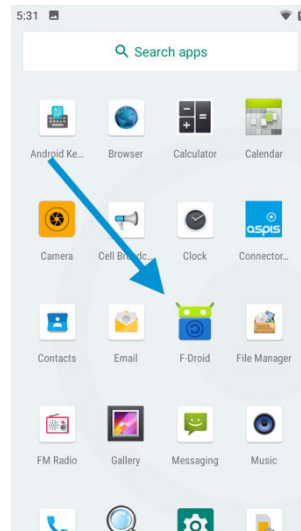 5:31
Search apps
Android Ke...
Browser
Calculator
Calendar
Camera
Cell Broadc...
Clock
aspis
Connector...
Contacts
Email
F-Droid
File Manager
FM Radio
Gallery
Messaging
Music